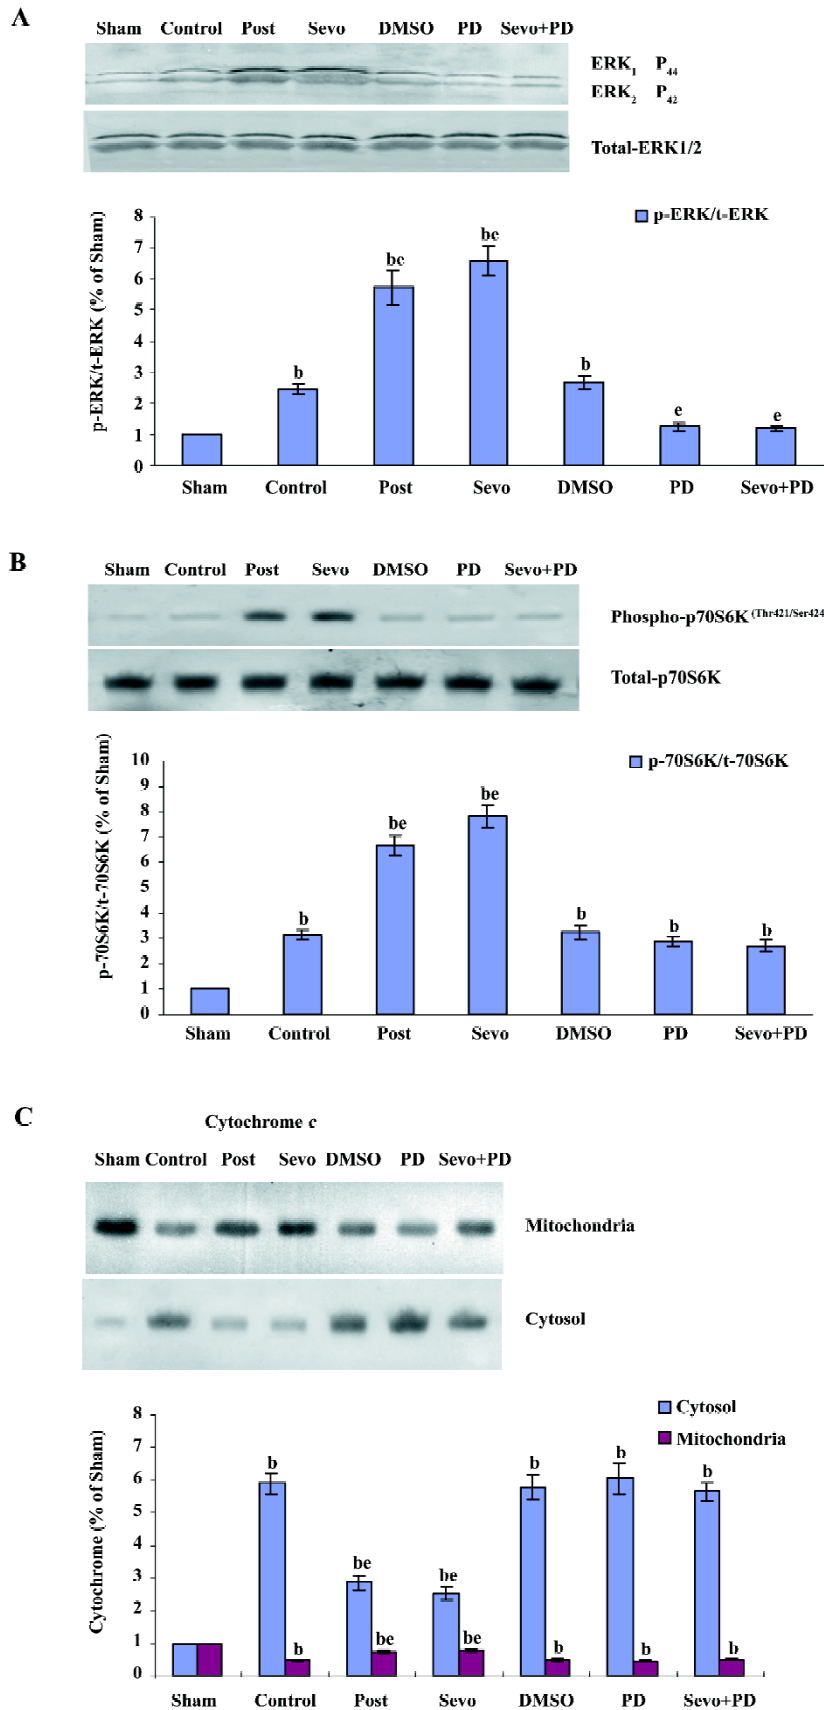 A
Sham Control Post Sevo DMSO PD Sevo+PD
ERK1 P44
ERK2 P42
Total-ERK1/2
p-ERK/t-ERK (% of Sham)
8
7
6
5
4
3
2
1
0
p-ERK/t-ERK
b
bc
bc
b
e
e
Sham Control Post Sevo DMSO PD Sevo+PD
B
Sham Control Post Sevo DMSO PD Sevo+PD
Phospho-p70S6K (Thr421/Ser424
Total-p70S6K
p-70S6K/t-70S6K (% of Sham)
10
9
8
7
6
5
4
3
2
1
0
p-70S6K/t-70S6K
b
be
be
b
b
b
Sham Control Post Sevo DMSO PD Sevo+PD
C
Cytochrome c
Sham Control Post Sevo DMSO PD Sevo+PD
Mitochondria
Cytosol
Cytochrome (% of Sham)
8
7
6
5
4
3
2
1
0
Cytosol
Mitochondria
b
be
be
b
b
b
b
be
be
b
b
b
Sham Control Post Sevo DMSO PD Sevo+PD